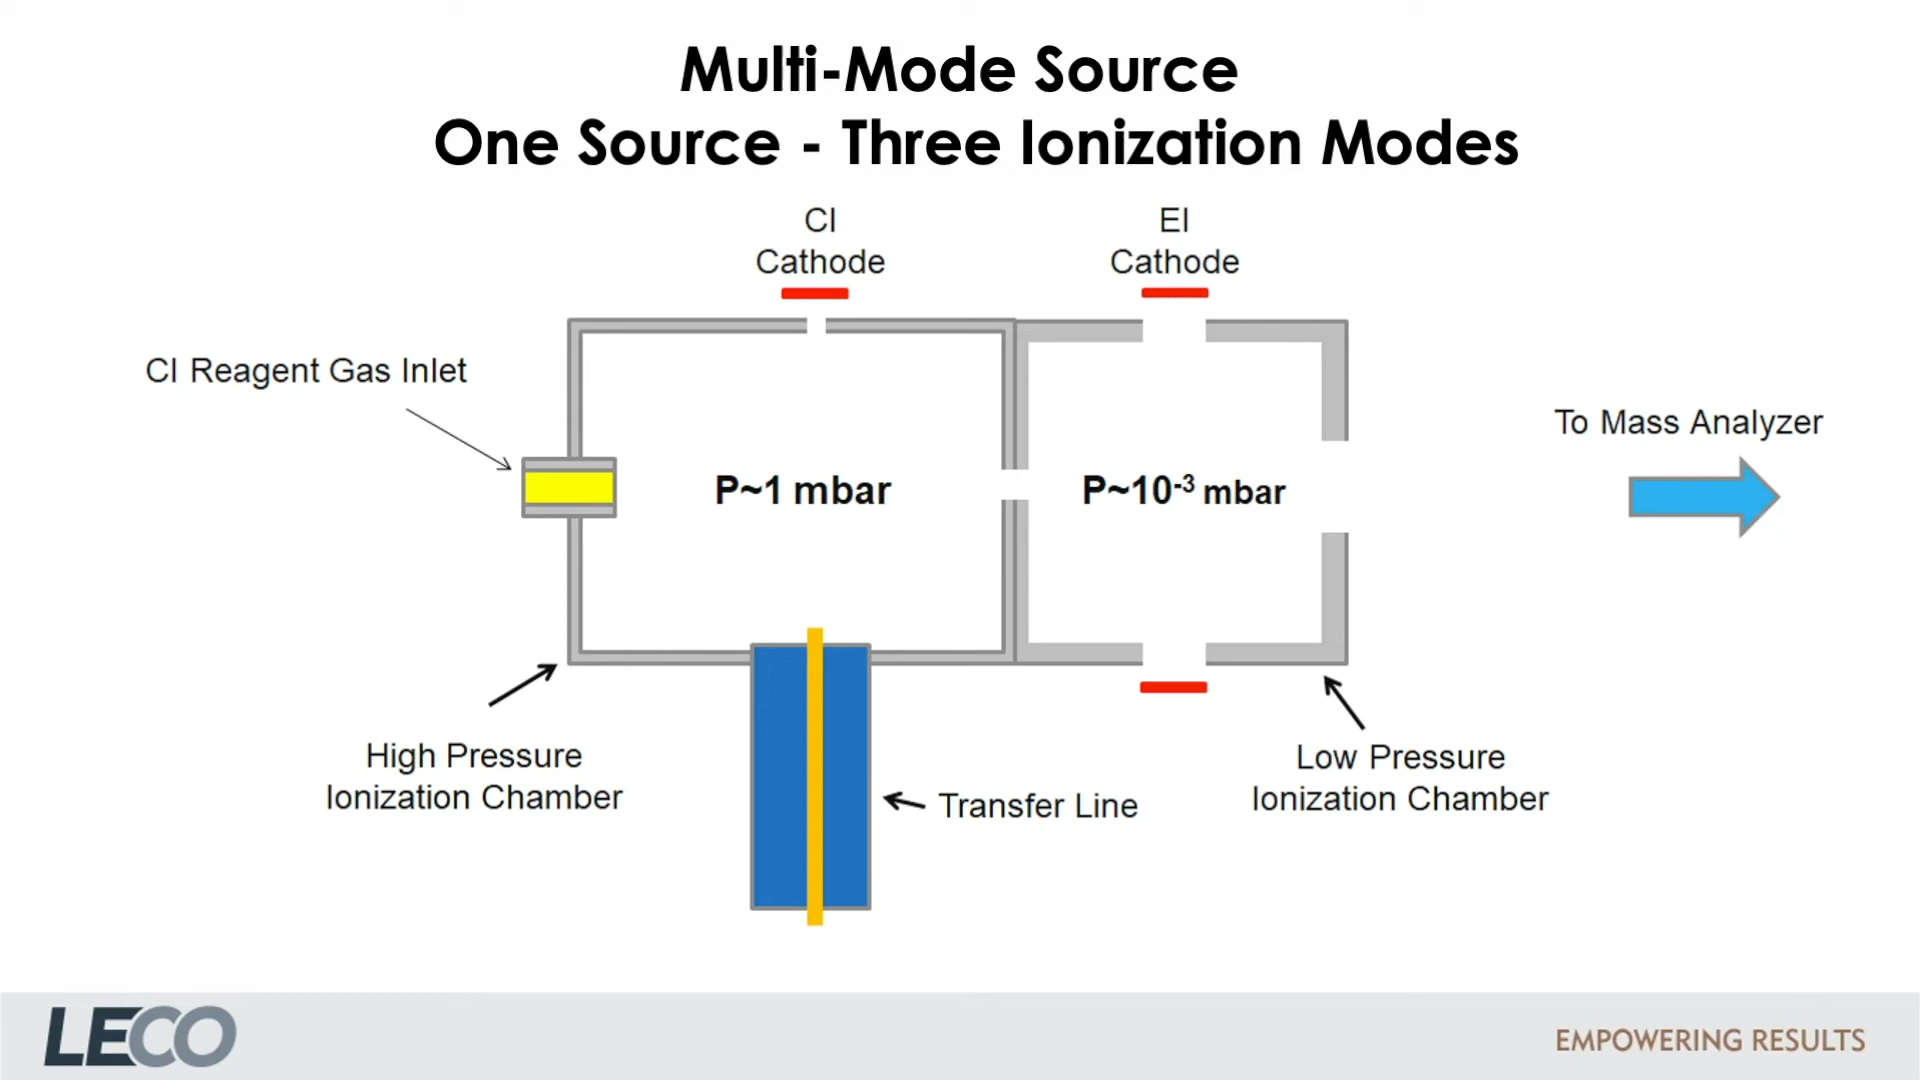 Multi-Mode Source
One Source - Three Ionization Modes
CI
Cathode
EI
Cathode
CI Reagent Gas Inlet
To Mass Analyzer
P~1 mbar
P~10⁻³ mbar
High Pressure
Ionization Chamber
Transfer Line
Low Pressure
Ionization Chamber
LECO
EMPOWERING RESULTS